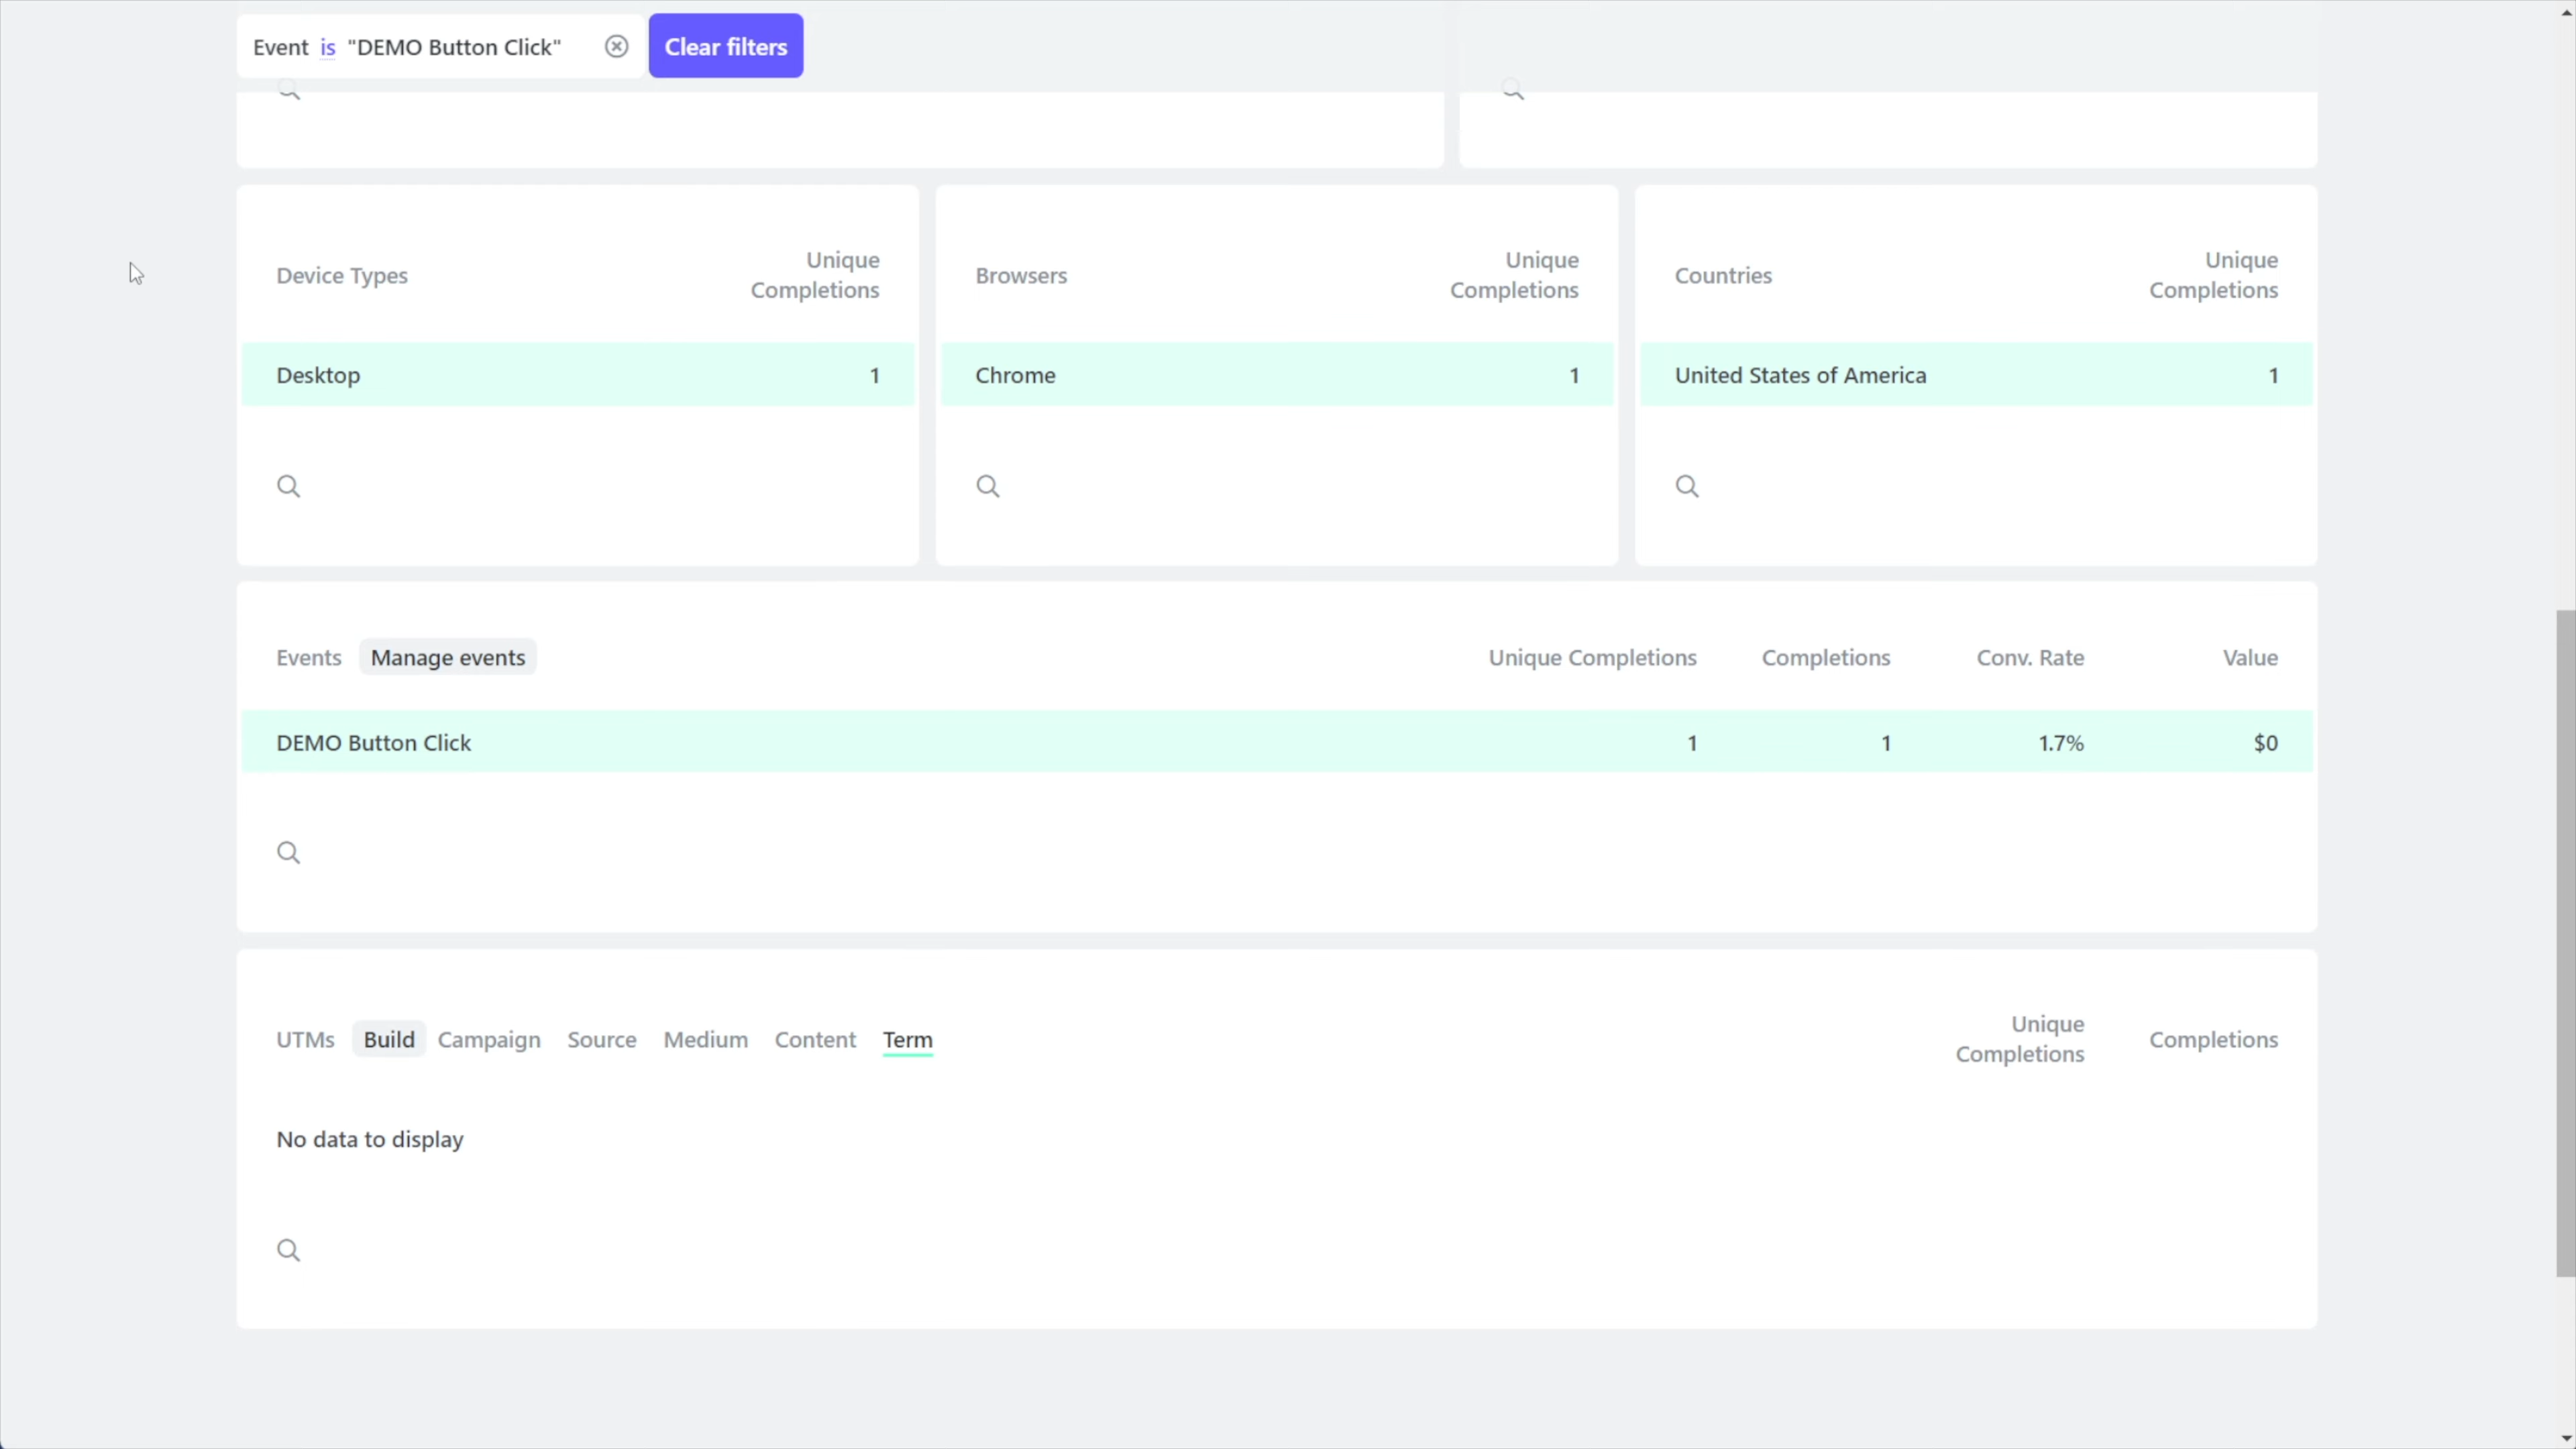 Event is "DEMO Button Click"
Clear filters
Device Types
Unique
Completions
Desktop
1
Browsers
Unique
Completions
Chrome
1
Countries
Unique
Completions
United States of America
1
Events
Manage events
Unique Completions
Completions
Conv. Rate
Value
DEMO Button Click
1
1
1.7%
$0
UTMs
Build
Campaign
Source
Medium
Content
Term
Unique
Completions
Completions
No data to display